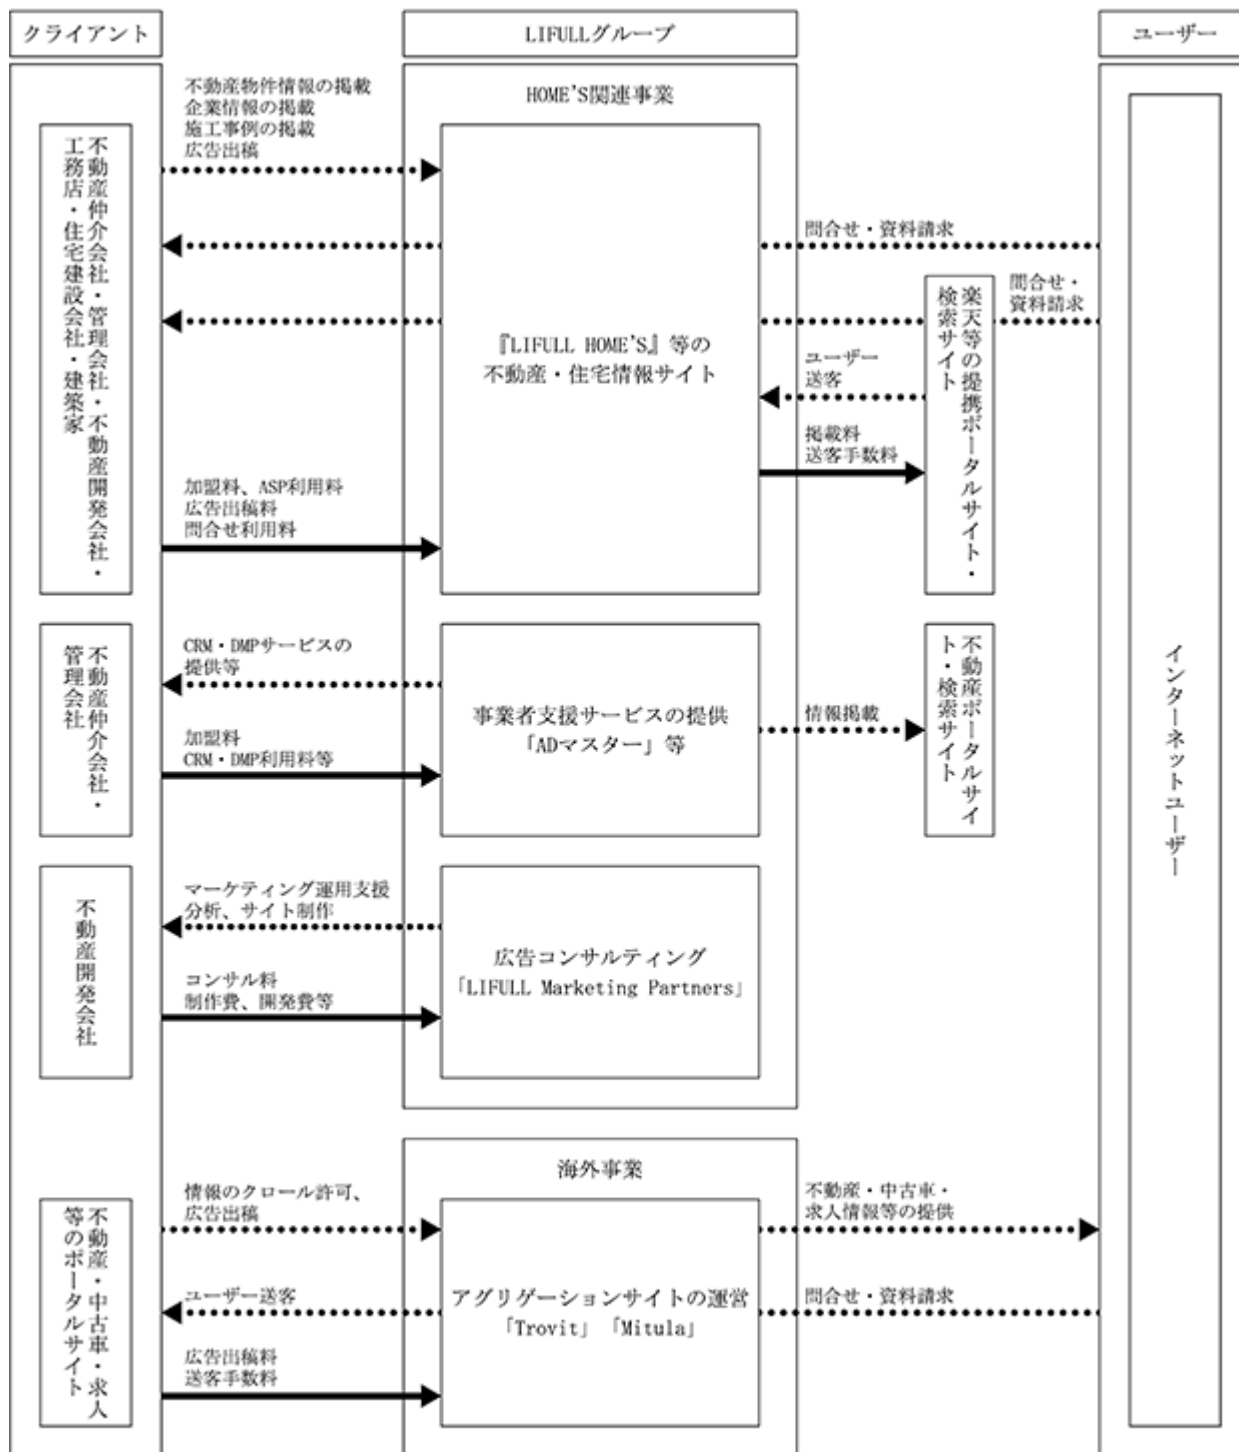 クライアント
LIFULLグループ
ユーザー
HOME'S関連事業
不動産物件情報の掲載
企業情報の掲載
施工事例の掲載
広告出稿
不動産仲介会社・管理会社・不動産開発会社・
工務店・住宅建設会社・建築家
『LIFULL HOME'S』等の
不動産・住宅情報サイト
問合せ・資料請求
問合せ・
資料請求
楽天等の提携ポータルサイト・
検索サイト
ユーザー
送客
掲載料
送客手数料
加盟料、ASP利用料
広告出稿料
問合せ利用料
不動産仲介会社・
管理会社
CRM・DMPサービスの
提供等
加盟料
CRM・DMP利用料等
事業者支援サービスの提供
「ADマスター」等
情報掲載
不動産ポータルサイ
ト・検索サイト
インターネットユーザー
不動産開発会社
マーケティング運用支援
分析、サイト制作
コンサル料
制作費、開発費等
広告コンサルティング
「LIFULL Marketing Partners」
海外事業
不動産・中古車・求人
等のポータルサイト
情報のクロール許可、
広告出稿
ユーザー送客
広告出稿料
送客手数料
アグリゲーションサイトの運営
「Trovit」「Mitula」
不動産・中古車・
求人情報等の提供
問合せ・資料請求